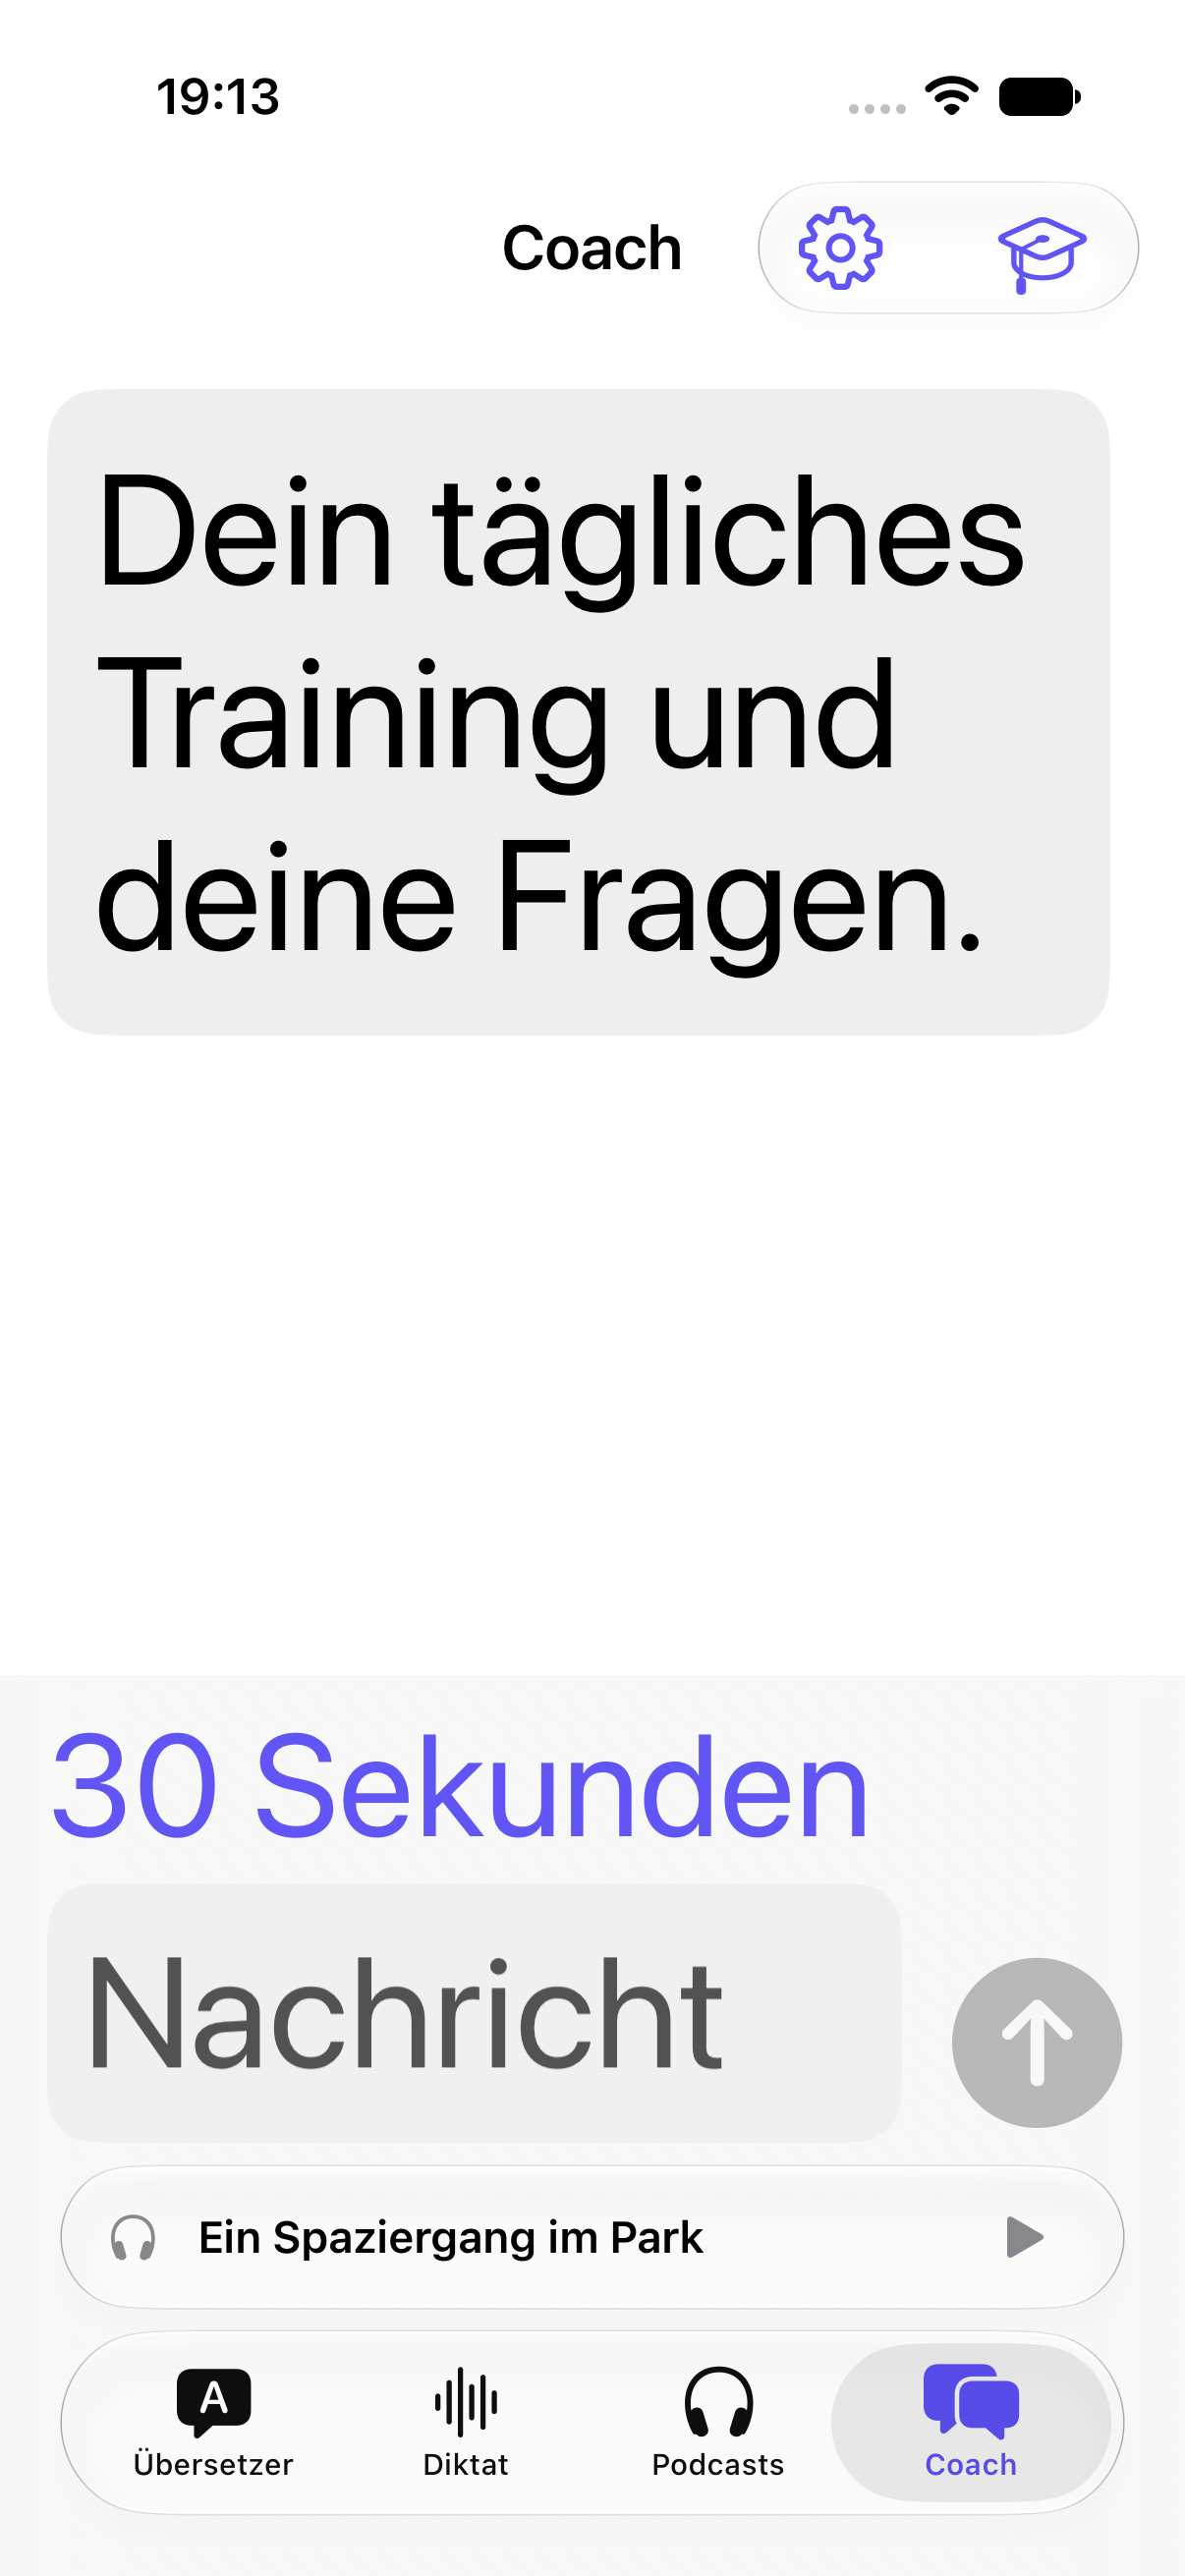 19:13
Coach
Dein tägliches
Training und
deine Fragen.
30 Sekunden
Nachricht
Ein Spaziergang im Park
A
Übersetzer
Diktat
Podcasts
Coach